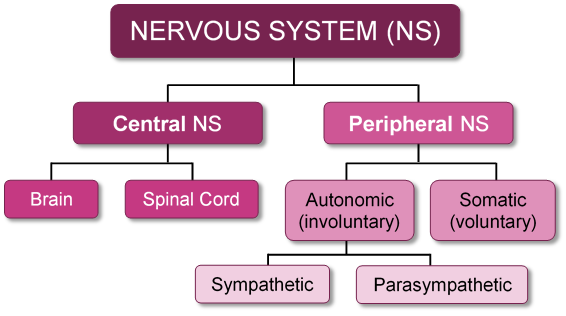 NERVOUS SYSTEM (NS)
Central NS
Peripheral NS
Brain
Spinal Cord
Autonomic
(involuntary)
Somatic
(voluntary)
Sympathetic
Parasympathetic